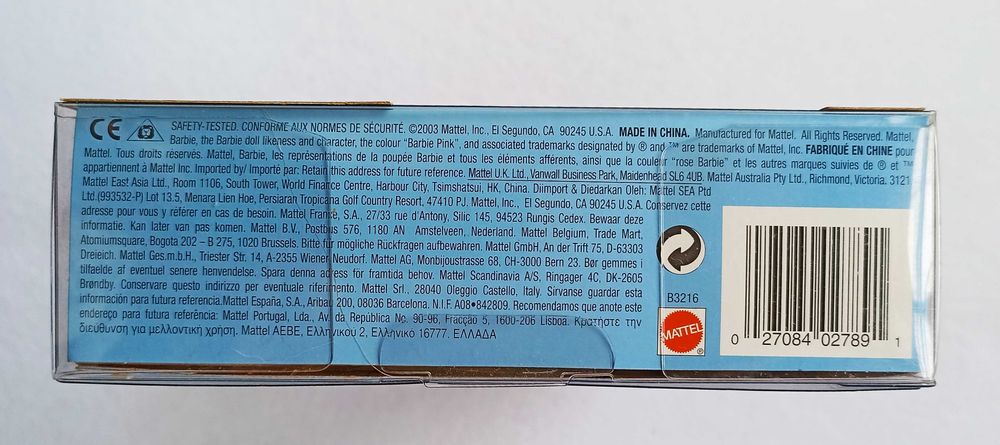 CE SAFETY-TESTED. CONFORME AUX NORMES DE SÉCURITÉ. ©2003 Mattel, Inc., El Segundo, CA 90245 U.S.A. MADE IN CHINA. Manufactured for Mattel. All Rights Reserved. Mattel,
Barbie, the Barbie doll likeness and character, the colour "Barbie Pink", and associated trademarks designated by ® and ™ are trademarks of Mattel, Inc. FABRIQUÉ EN CHINE pour
Mattel. Tous droits réservés. Mattel, Barbie, les représentations de la poupée Barbie et tous les éléments afférents, ainsi que la couleur "rose Barbie" et les autres marques suivies de ® et ™
appartiennent à Mattel Inc. Imported by/ Importé par: Retain this address for future reference. Mattel U.K. Ltd., Vanwall Business Park, Maidenhead SL6 4UB. Mattel Australia Pty Ltd., Richmond, Victoria. 3121
Mattel East Asia Ltd., Room 1106, South Tower, World Finance Centre, Harbour City, Tsimshatsui, HK, China. Diimport & Diedarkan Oleh: Mattel SEA Ptd
Ltd.(993532-P) Lot 13.5, Menara Lien Hoe, Persiaran Tropicana Golf Country Resort, 47410 PJ. Mattel, Inc., El Segundo, CA 90245 U.S.A. Conservez cette
adresse pour vous y référer en cas de besoin. Mattel France, S.A., 27/33 rue d'Antony, Silic 145, 94523 Rungis Cedex. Bewaar deze
informatie. Kan later van pas komen. Mattel B.V., Postbus 576, 1180 AN Amstelveen, Nederland. Mattel Belgium, Trade Mart,
Atomiumsquare, Bogota 202 – B 275, 1020 Brussels. Bitte für mögliche Rückfragen aufbewahren. Mattel GmbH, An der Trift 75, D-63303
Dreieich. Mattel Ges.m.b.H., Triester Str. 14, A-2355 Wiener Neudorf. Mattel AG, Monbijoustrasse 68, CH-3000 Bern 23. Bør gemmes i
tilfælde af eventuel senere henvendelse. Spara denna adress för framtida behov. Mattel Scandinavia A/S, Ringager 4C, DK-2605
Brøndby. Conservare questo indirizzo per eventuale riferimento. Mattel Srl., 28040 Oleggio Castello, Italy. Sirvanse guardar esta
información para futura referencia.Mattel España, S.A., Aribau 200, 08036 Barcelona. N.I.F. A08•842809. Recomendamos que anote este
endereço para futura referência: Mattel Portugal, Lda., Av. da República Nº. 90-96, Fracção 5, 1600-206 Lisboa. Κρατήστε την
διεύθυνση για μελλοντική χρήση. Mattel AEBE, Ελληνικού 2, Ελληνικό 16777. ΕΛΛΑΔΑ
B3216
MATTEL ®
0 27084 02789 1